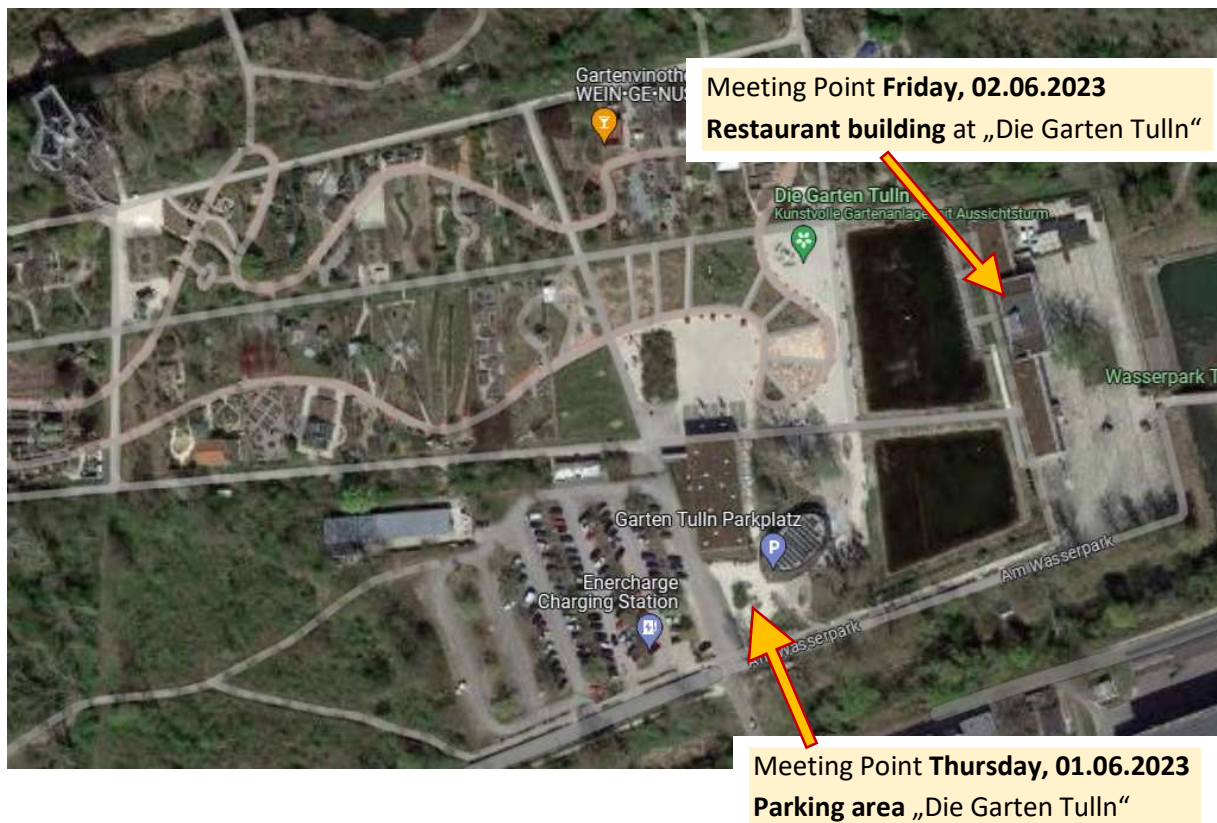 Gartenvinothe
WEIN•GE•NUS
Meeting Point Friday, 02.06.2023
Restaurant building at „Die Garten Tulln“
Die Garten Tulln
Kunstvolle Gartenanlage mit Aussichtsturm
Wasserpark T
Garten Tulln Parkplatz
P
Enercharge
Charging Station
Am Wasserpark
Am Wasserpark
Meeting Point Thursday, 01.06.2023
Parking area „Die Garten Tulln“